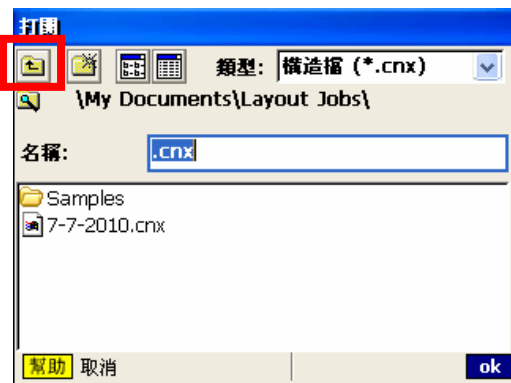 打開
類型: 構造檔 (*.cnx)
\My Documents\Layout Jobs\
名稱: .cnx
Samples
7-7-2010.cnx
幫助 取消 ok